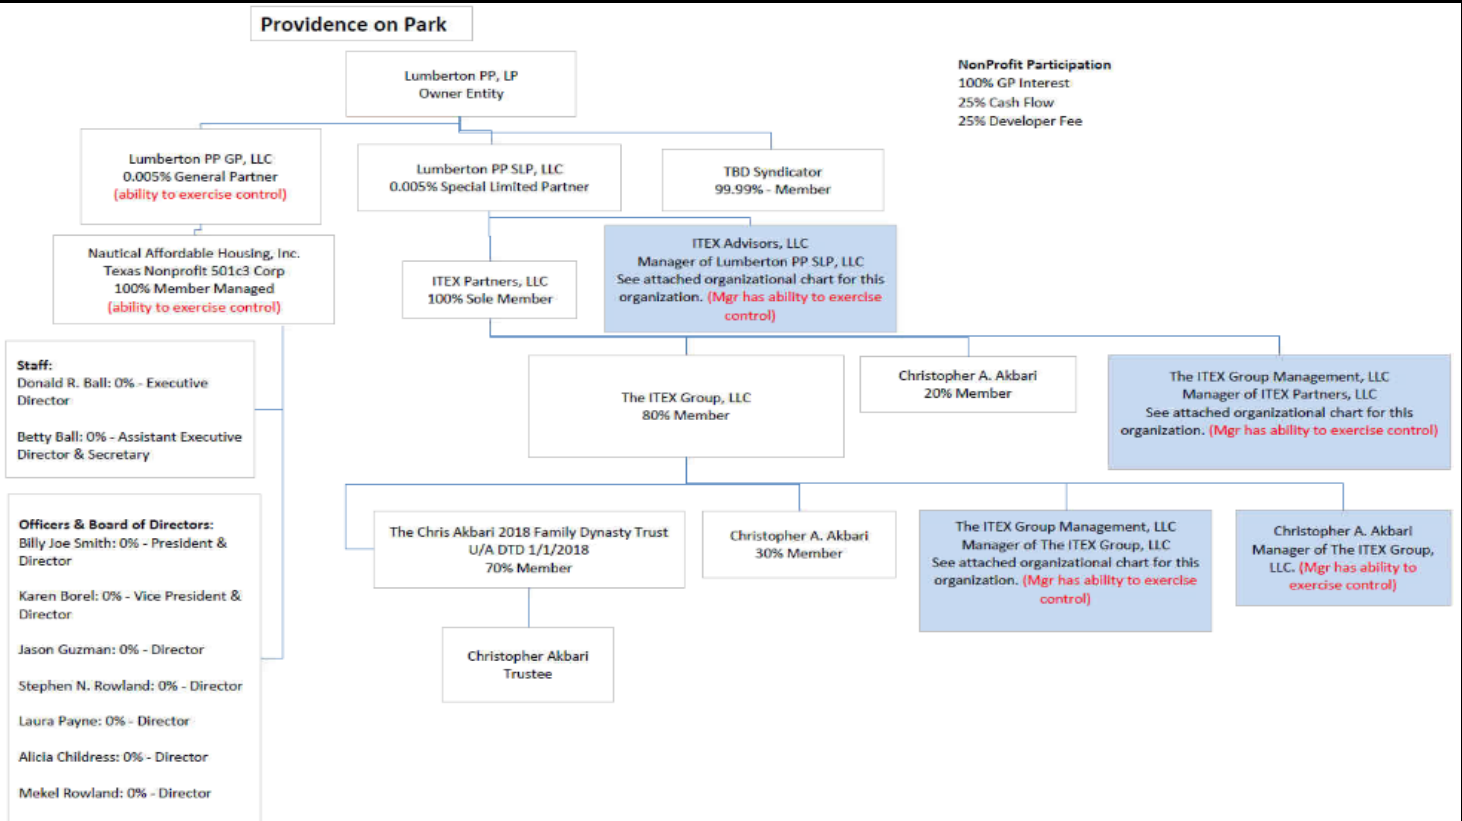 Providence on Park
Lumberton PP, LP
Owner Entity
NonProfit Participation
100% GP Interest
25% Cash Flow
25% Developer Fee
Lumberton PP GP, LLC
0.005% General Partner
(ability to exercise control)
Lumberton PP SLP, LLC
0.005% Special Limited Partner
TBD Syndicator
99.99% - Member
Nautical Affordable Housing, Inc.
Texas Nonprofit 501c3 Corp
100% Member Managed
(ability to exercise control)
ITEX Partners, LLC
100% Sole Member
ITEX Advisors, LLC
Manager of Lumberton PP SLP, LLC
See attached organizational chart for this
organization. (Mgr has ability to exercise
control)
Staff:
Donald R. Ball: 0% - Executive
Director
Betty Ball: 0% - Assistant Executive
Director & Secretary
The ITEX Group, LLC
80% Member
Christopher A. Akbari
20% Member
The ITEX Group Management, LLC
Manager of ITEX Partners, LLC
See attached organizational chart for this
organization. (Mgr has ability to exercise control)
Officers & Board of Directors:
Billy Joe Smith: 0% - President &
Director
Karen Borel: 0% - Vice President &
Director
Jason Guzman: 0% - Director
Stephen N. Rowland: 0% - Director
Laura Payne: 0% - Director
Alicia Childress: 0% - Director
Mekel Rowland: 0% - Director
The Chris Akbari 2018 Family Dynasty Trust
U/A DTD 1/1/2018
70% Member
Christopher A. Akbari
30% Member
The ITEX Group Management, LLC
Manager of The ITEX Group, LLC
See attached organizational chart for this
organization. (Mgr has ability to exercise
control)
Christopher A. Akbari
Manager of The ITEX Group,
LLC. (Mgr has ability to
exercise control)
Christopher Akbari
Trustee